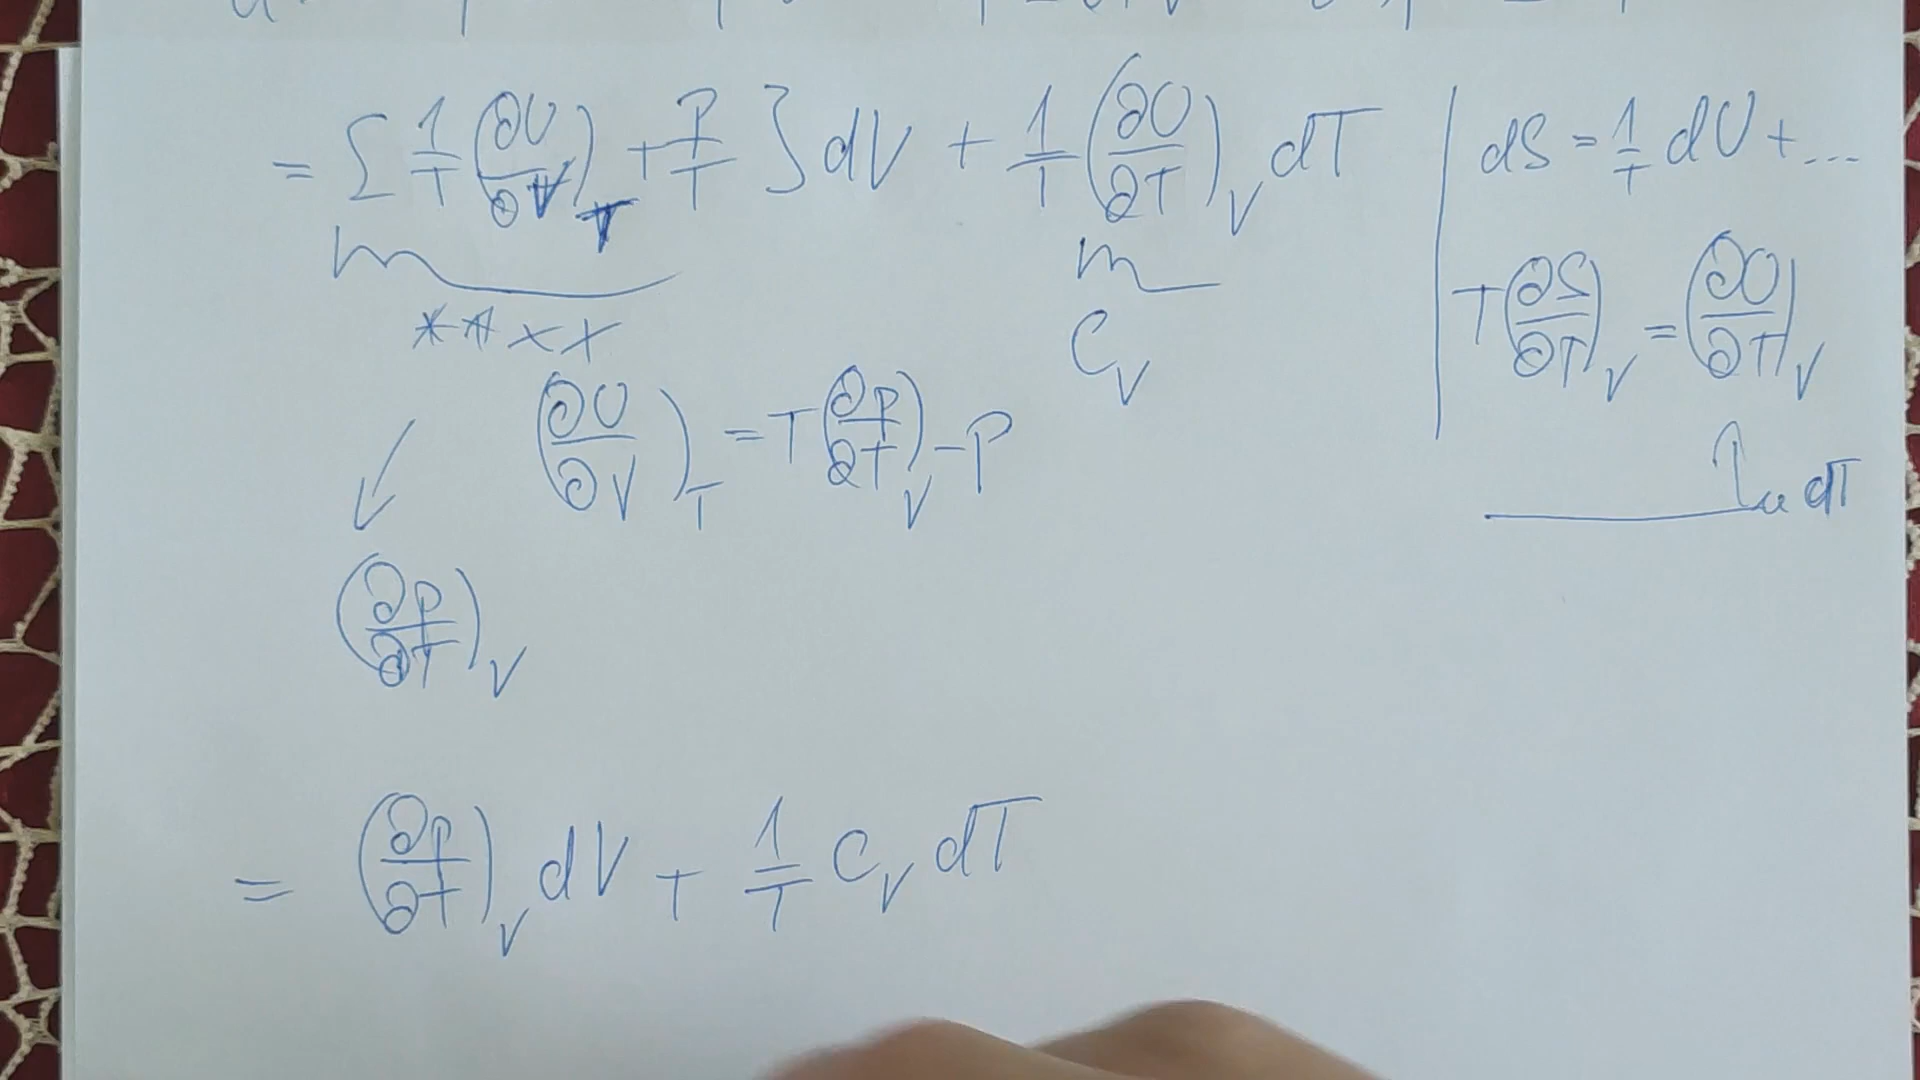 = { 1/T (∂U/∂V)_T + P/T } dV + 1/T (∂U/∂T)_V dT
****
C_V
(∂U/∂V)_T = T (∂p/∂T)_V - P
(∂p/∂T)_V
= (∂p/∂T)_V dV + 1/T C_V dT
dS = 1/T dU + ...
T (∂S/∂T)_V = (∂U/∂T)_V
dT